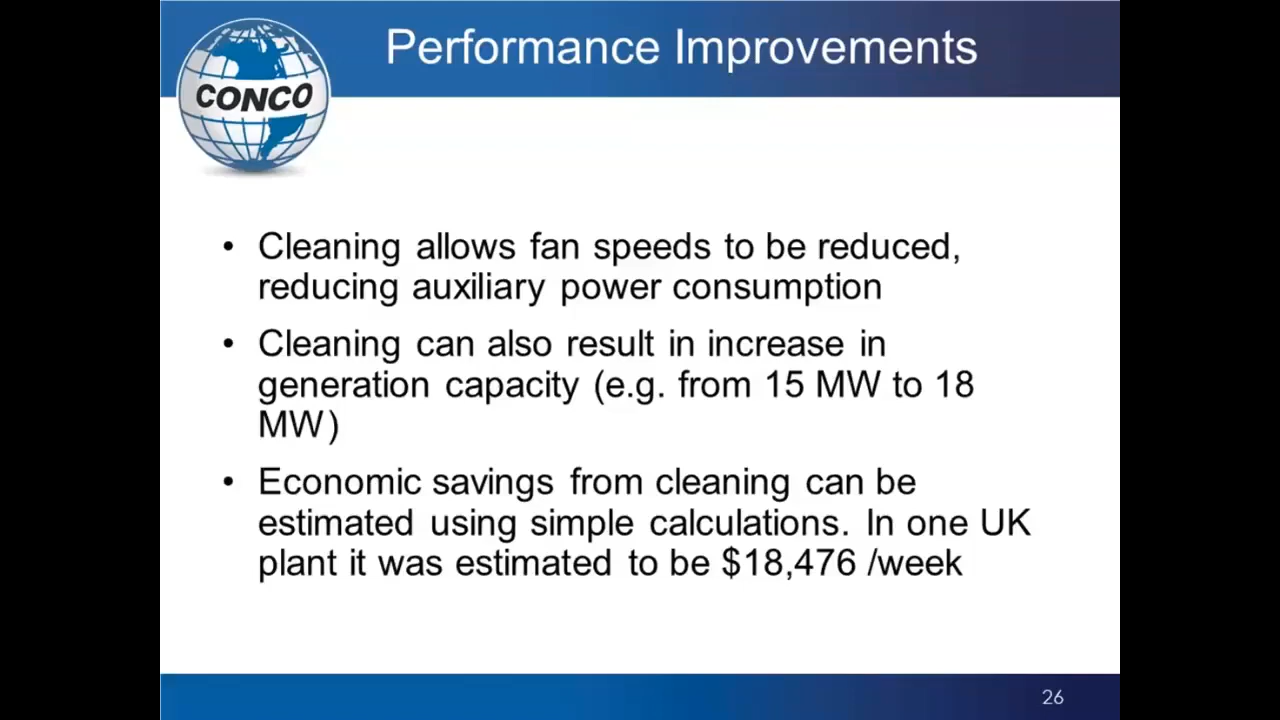 Performance Improvements
CONCO
• Cleaning allows fan speeds to be reduced,
reducing auxiliary power consumption
• Cleaning can also result in increase in
generation capacity (e.g. from 15 MW to 18
MW)
• Economic savings from cleaning can be
estimated using simple calculations. In one UK
plant it was estimated to be $18,476 /week
26